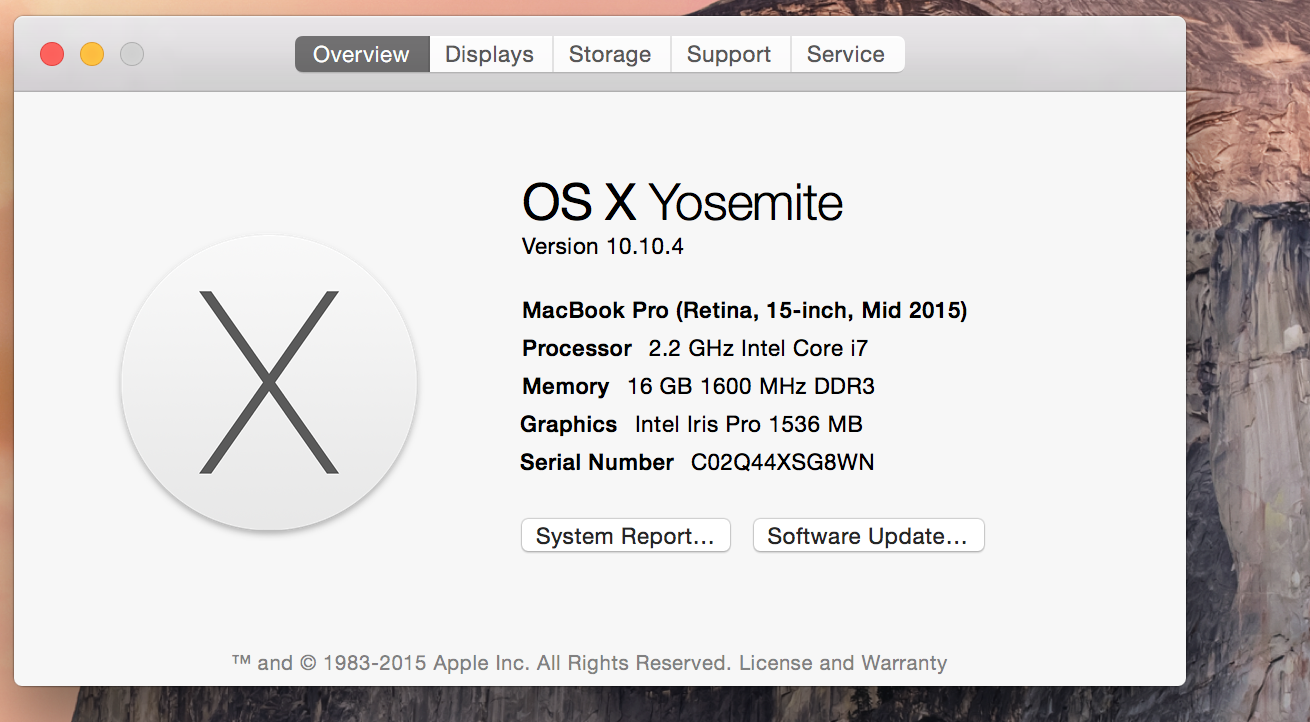 Overview Displays Storage Support Service
OS X Yosemite
Version 10.10.4
MacBook Pro (Retina, 15-inch, Mid 2015)
Processor 2.2 GHz Intel Core i7
Memory 16 GB 1600 MHz DDR3
Graphics Intel Iris Pro 1536 MB
Serial Number C02Q44XSG8WN
System Report... Software Update...
™ and © 1983-2015 Apple Inc. All Rights Reserved. License and Warranty